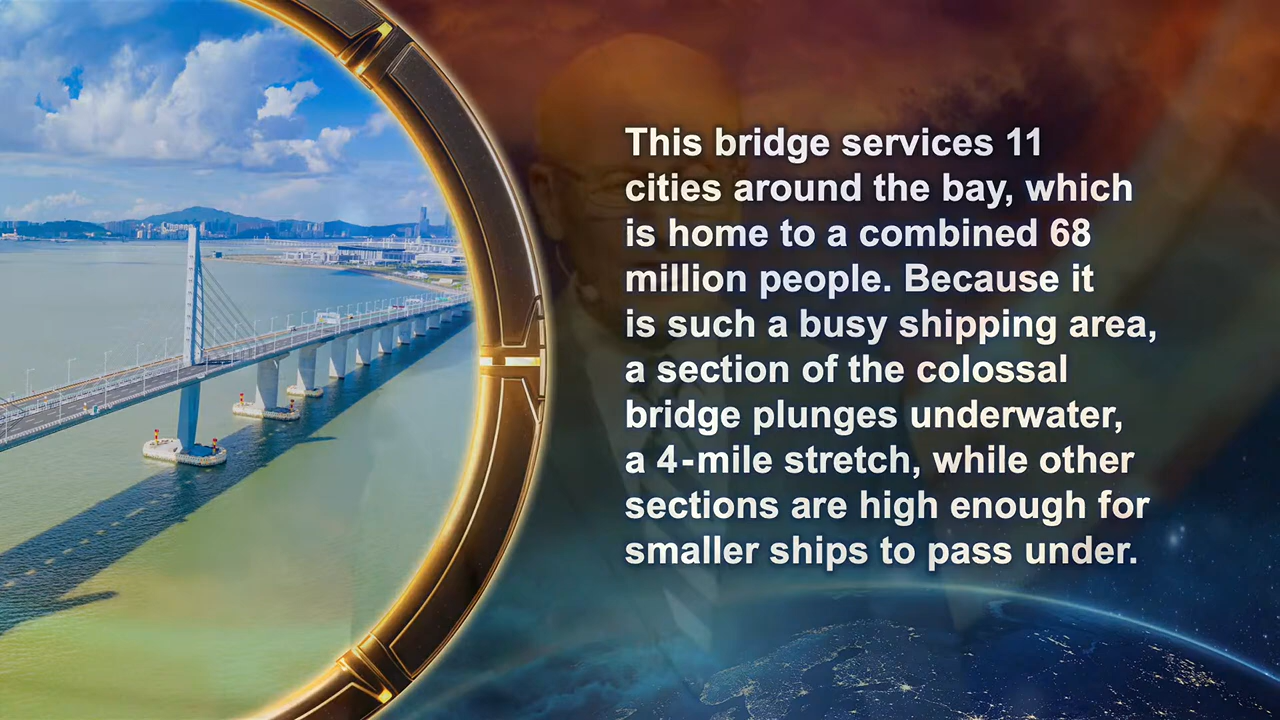 This bridge services 11
cities around the bay, which
is home to a combined 68
million people. Because it
is such a busy shipping area,
a section of the colossal
bridge plunges underwater,
a 4-mile stretch, while other
sections are high enough for
smaller ships to pass under.